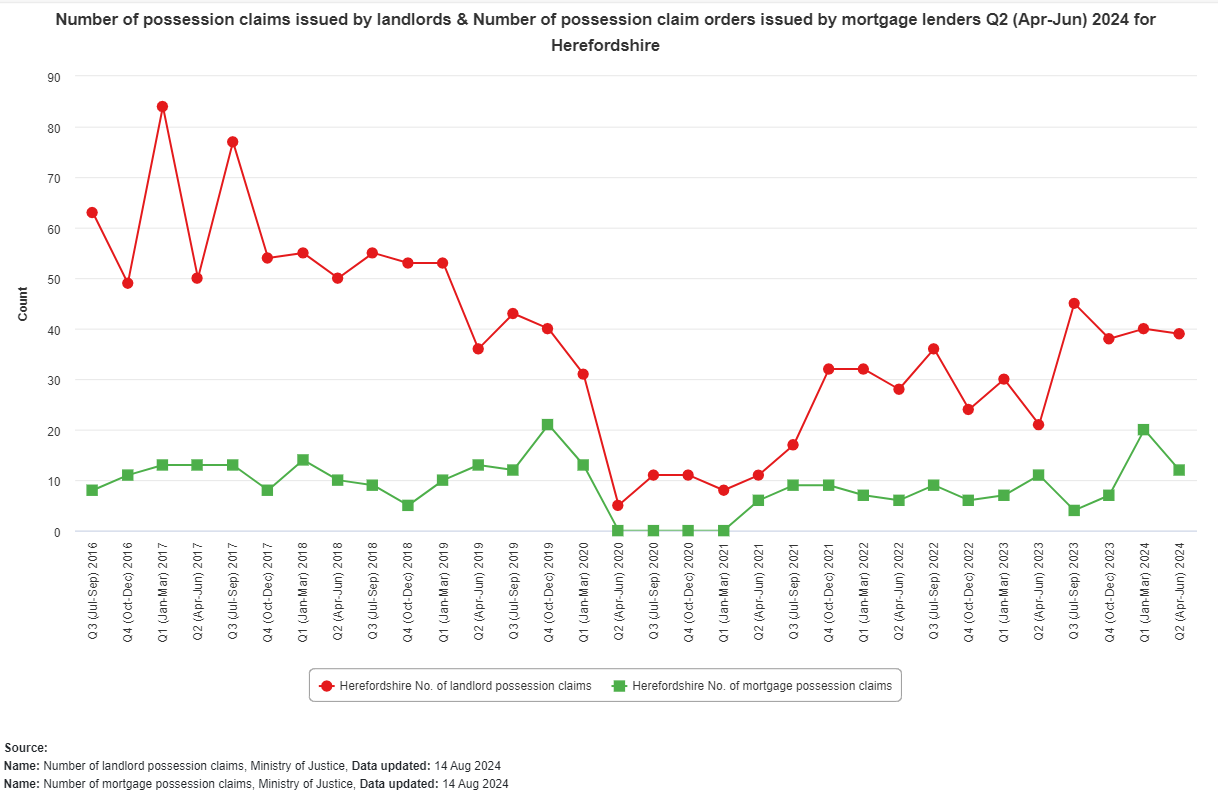 Number of possession claims issued by landlords & Number of possession claim orders issued by mortgage lenders Q2 (Apr-Jun) 2024 for
Herefordshire
90
80
70
60
50
40
30
20
10
0
Count
Q3 (Jul-Sep) 2016
Q4 (Oct-Dec) 2016
Q1 (Jan-Mar) 2017
Q2 (Apr-Jun) 2017
Q3 (Jul-Sep) 2017
Q4 (Oct-Dec) 2017
Q1 (Jan-Mar) 2018
Q2 (Apr-Jun) 2018
Q3 (Jul-Sep) 2018
Q4 (Oct-Dec) 2018
Q1 (Jan-Mar) 2019
Q2 (Apr-Jun) 2019
Q3 (Jul-Sep) 2019
Q4 (Oct-Dec) 2019
Q1 (Jan-Mar) 2020
Q2 (Apr-Jun) 2020
Q3 (Jul-Sep) 2020
Q4 (Oct-Dec) 2020
Q1 (Jan-Mar) 2021
Q2 (Apr-Jun) 2021
Q3 (Jul-Sep) 2021
Q4 (Oct-Dec) 2021
Q1 (Jan-Mar) 2022
Q2 (Apr-Jun) 2022
Q3 (Jul-Sep) 2022
Q4 (Oct-Dec) 2022
Q1 (Jan-Mar) 2023
Q2 (Apr-Jun) 2023
Q3 (Jul-Sep) 2023
Q4 (Oct-Dec) 2023
Q1 (Jan-Mar) 2024
Q2 (Apr-Jun) 2024
Herefordshire No. of landlord possession claims
Herefordshire No. of mortgage possession claims
Source:
Name: Number of landlord possession claims, Ministry of Justice, Data updated: 14 Aug 2024
Name: Number of mortgage possession claims, Ministry of Justice, Data updated: 14 Aug 2024